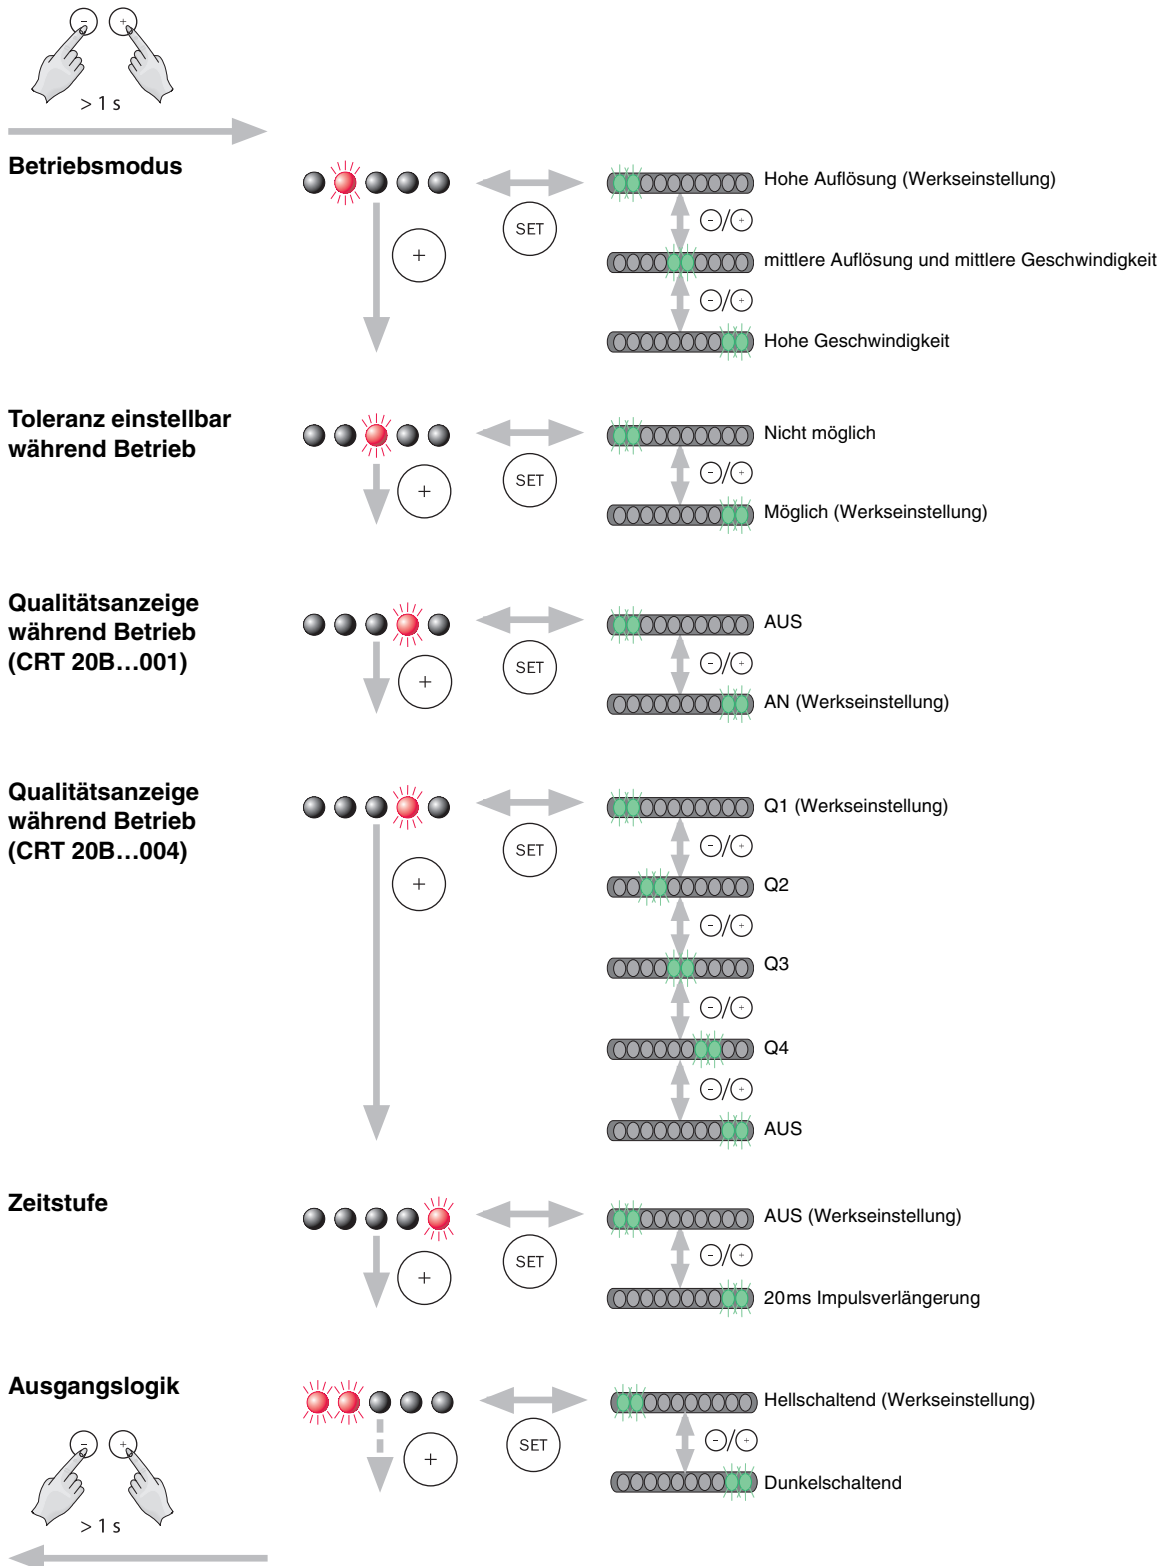 - +
> 1 s
Betriebsmodus
Hohe Auflösung (Werkseinstellung)
SET
-/+
+
mittlere Auflösung und mittlere Geschwindigkeit
-/+
Hohe Geschwindigkeit
Toleranz einstellbar
während Betrieb
Nicht möglich
+
SET
-/+
Möglich (Werkseinstellung)
Qualitätsanzeige
während Betrieb
(CRT 20B...001)
AUS
+
SET
-/+
AN (Werkseinstellung)
Qualitätsanzeige
während Betrieb
(CRT 20B...004)
Q1 (Werkseinstellung)
SET
-/+
+
Q2
-/+
Q3
-/+
Q4
-/+
AUS
Zeitstufe
AUS (Werkseinstellung)
+
SET
-/+
20ms Impulsverlängerung
Ausgangslogik
Hellschaltend (Werkseinstellung)
+
SET
-/+
Dunkelschaltend
- +
> 1 s